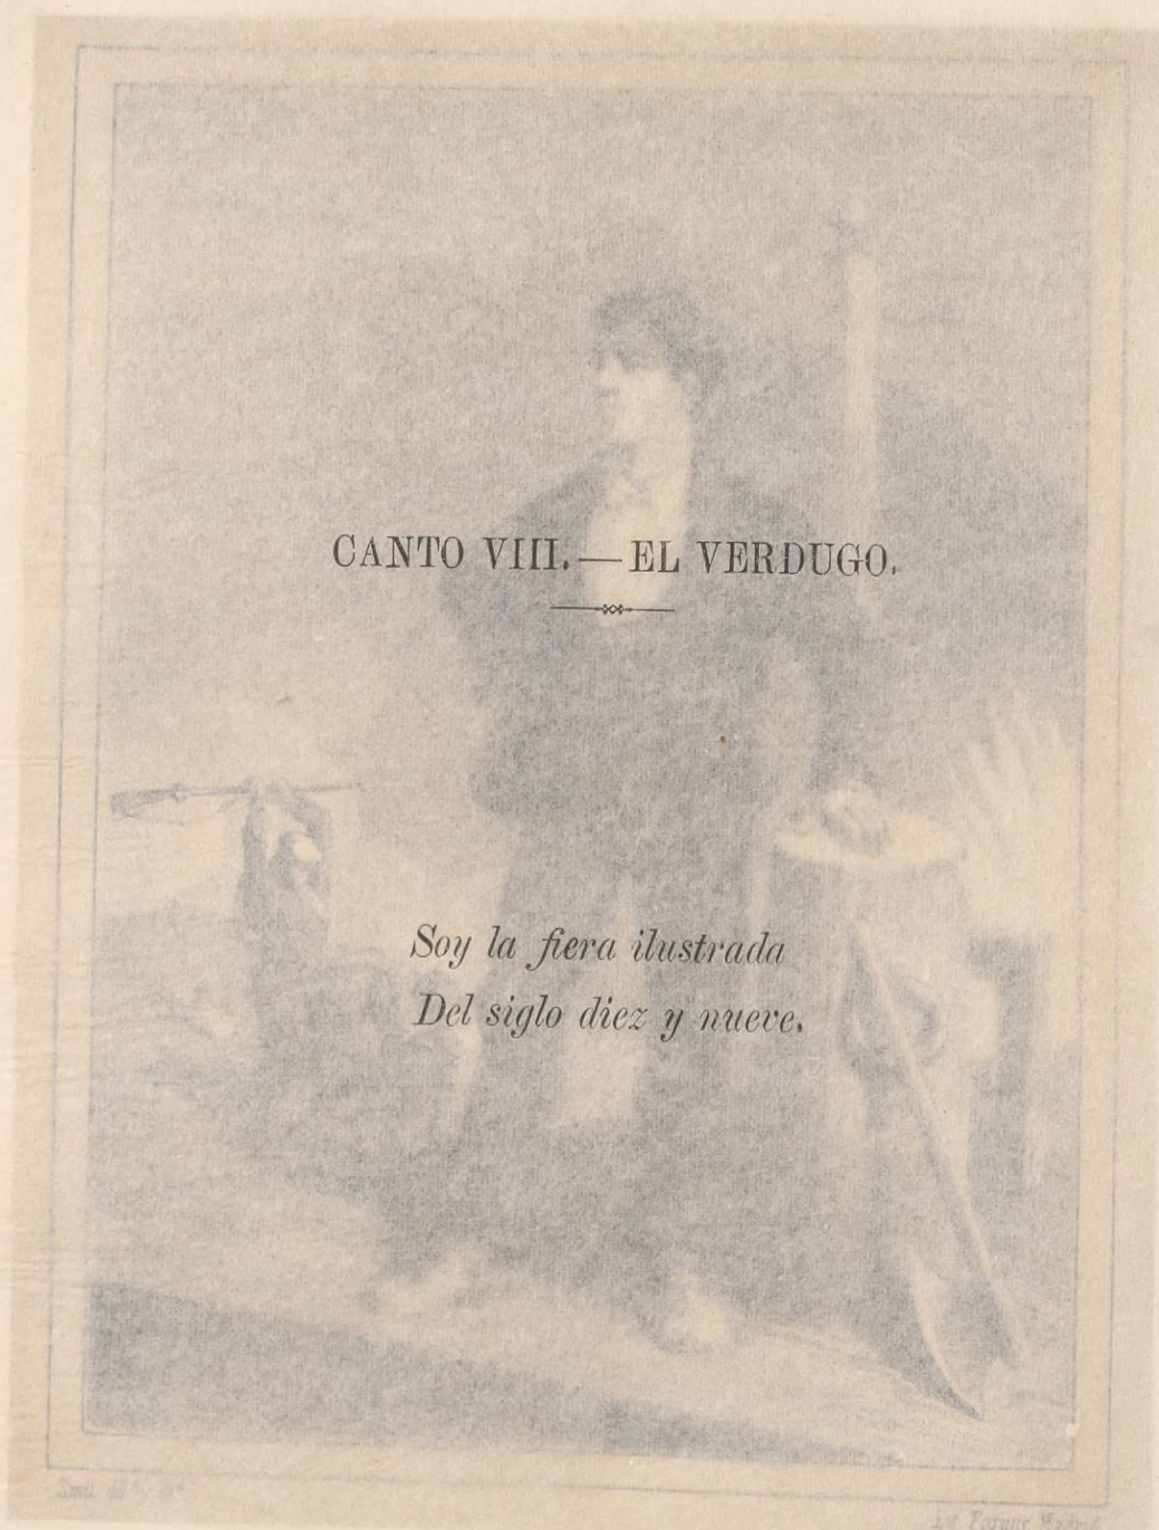 CANTO VIII.—EL VERDUGO.
Soy la fiera ilustrada
Del siglo diez y nueve.